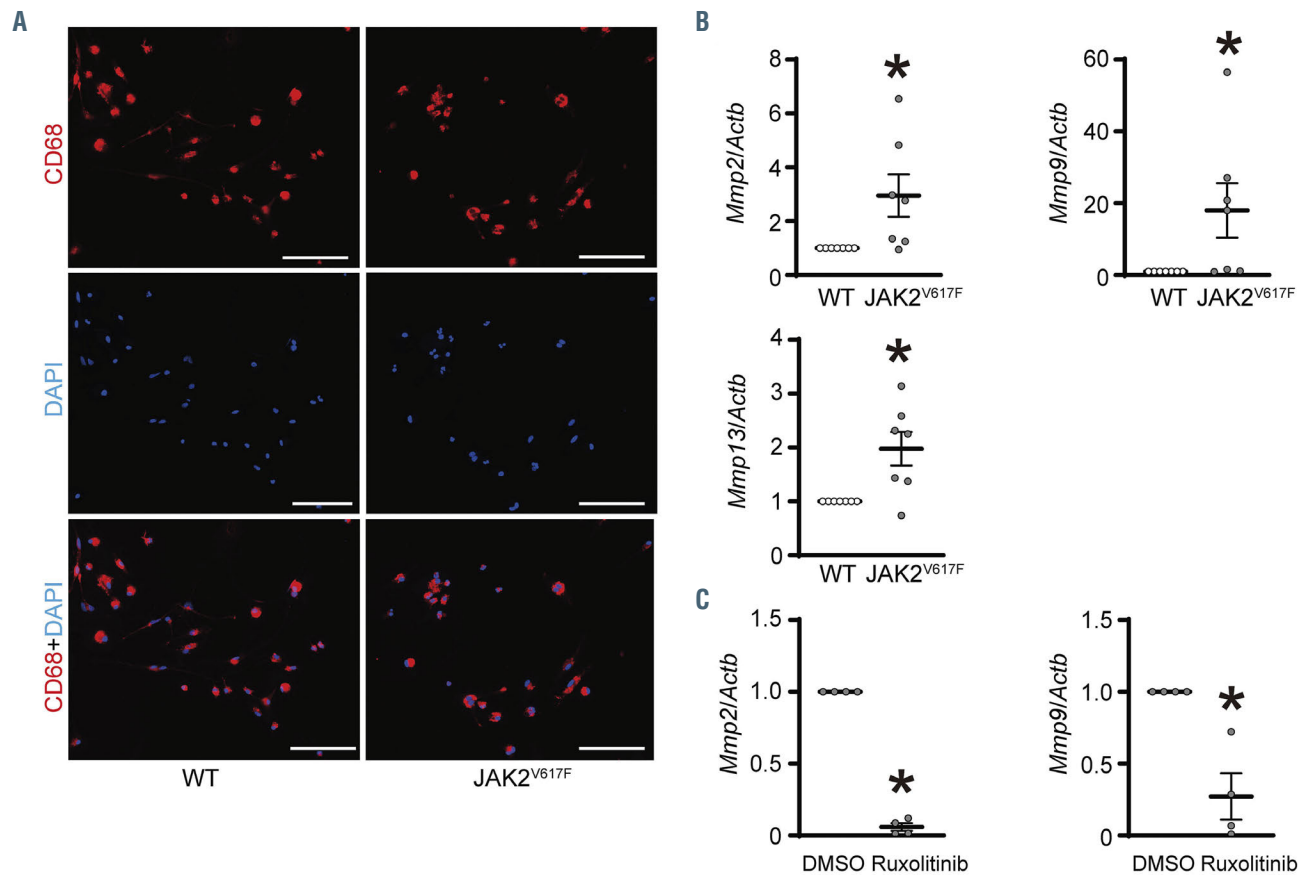 A
CD68
DAPI
CD68+DAPI
WT
JAK2V617F
B
Mmp2/Actb
8
6
4
2
0
*
WT
JAK2V617F
Mmp9/Actb
60
40
20
0
*
WT
JAK2V617F
Mmp13/Actb
4
3
2
1
0
*
WT
JAK2V617F
C
Mmp2/Actb
1.5
1.0
0.5
0
*
DMSO Ruxolitinib
Mmp9/Actb
1.5
1.0
0.5
0
*
DMSO Ruxolitinib